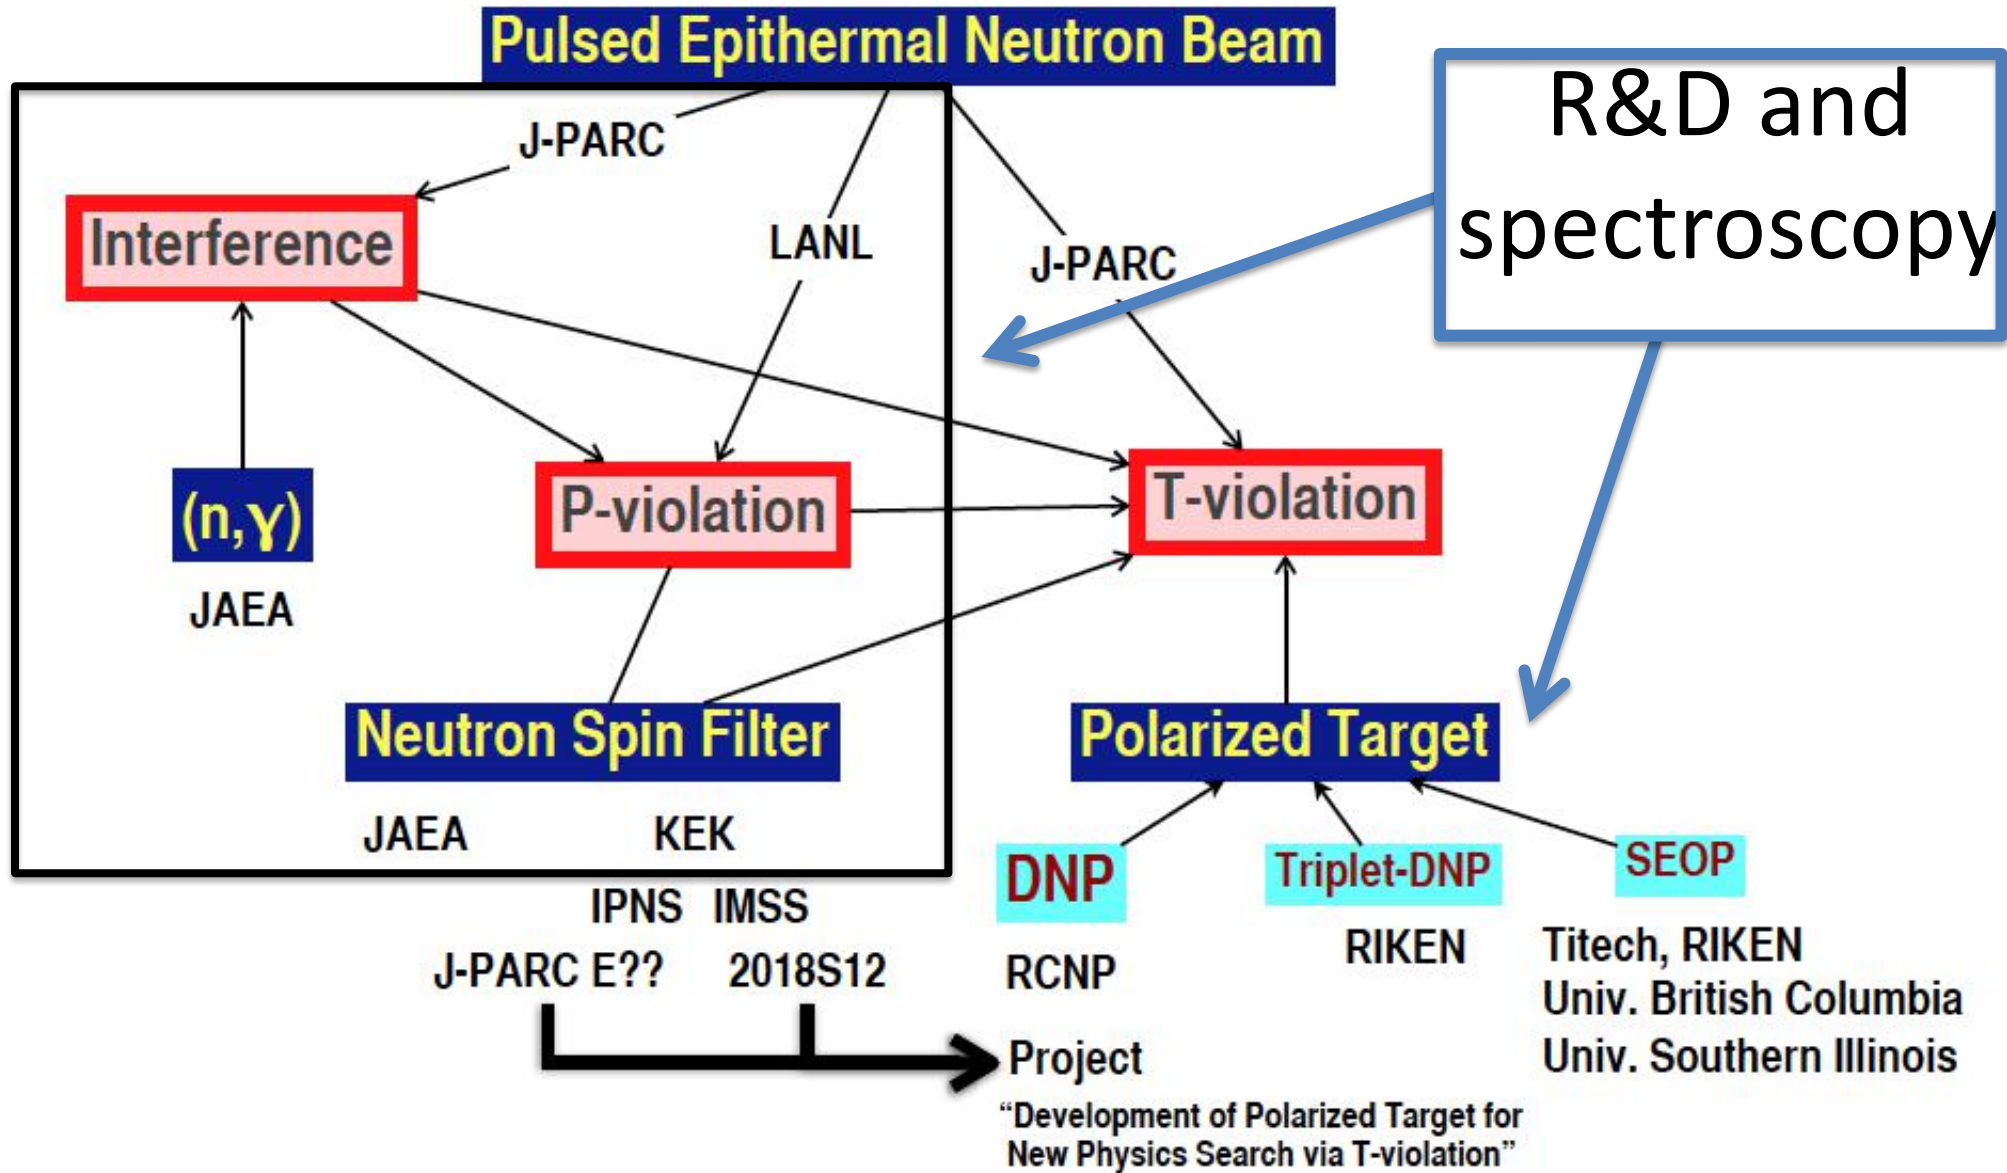 Pulsed Epithermal Neutron Beam
R&D and
spectroscopy
J-PARC
Interference
LANL
J-PARC
(n,γ)
JAEA
P-violation
T-violation
Neutron Spin Filter
Polarized Target
JAEA KEK
IPNS IMSS
J-PARC E?? 2018S12
DNP
RCNP
Triplet-DNP
RIKEN
SEOP
Titech, RIKEN
Univ. British Columbia
Univ. Southern Illinois
Project
“Development of Polarized Target for
New Physics Search via T-violation”